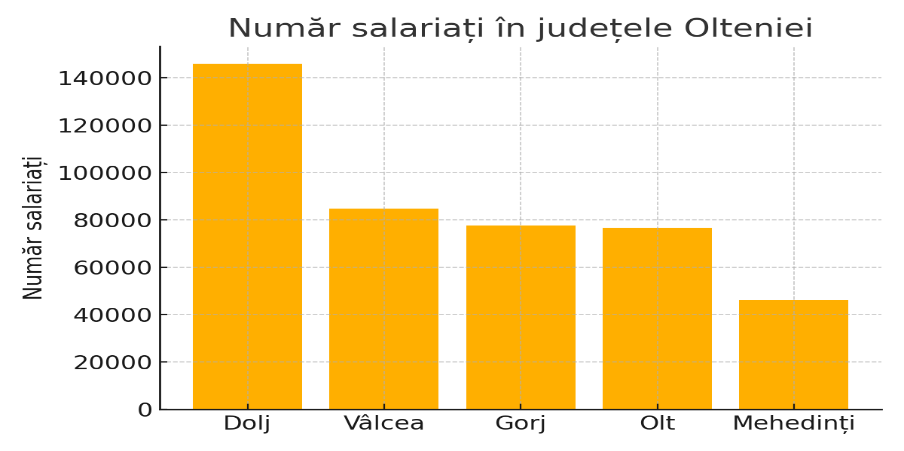 Număr salariați în județele Olteniei
Număr salariați
140000
120000
100000
80000
60000
40000
20000
0
Dolj Vâlcea Gorj Olt Mehedinți